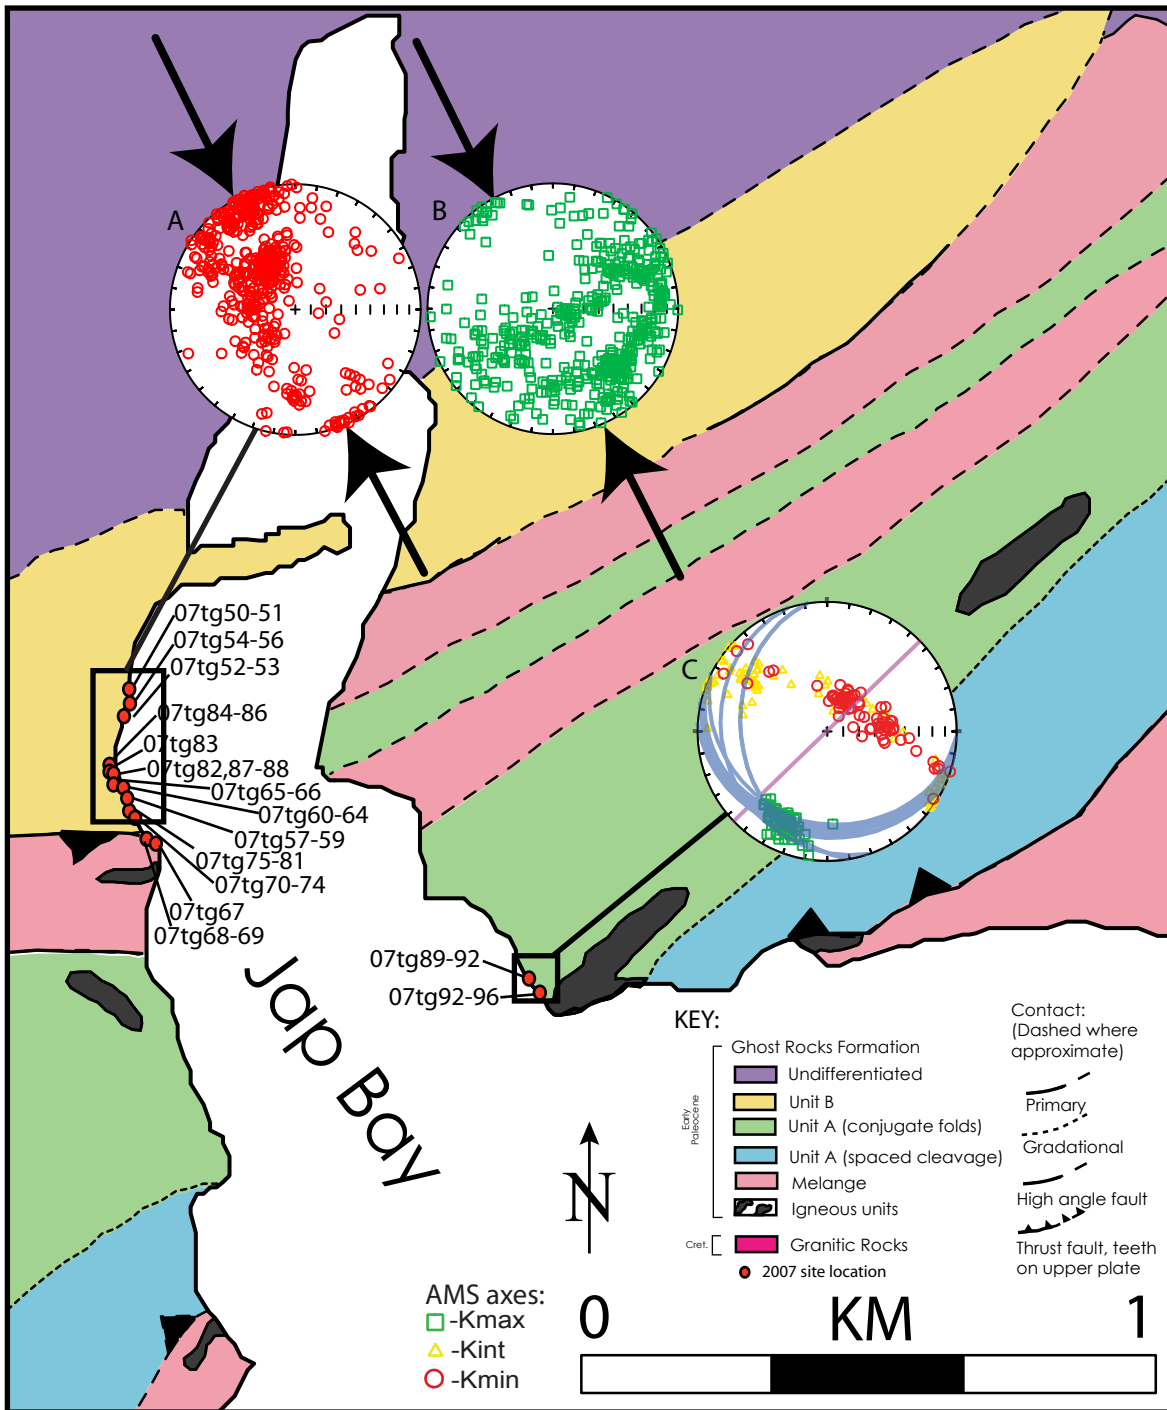 A
B
07tg50-51
07tg54-56
07tg52-53
07tg84-86
07tg83
07tg82,87-88
07tg65-66
07tg60-64
07tg57-59
07tg75-81
07tg70-74
07tg67
07tg68-69
C
07tg89-92
07tg92-96
Jap Bay
N
KEY:
Ghost Rocks Formation
Early
Paleocene
Undifferentiated
Unit B
Unit A (conjugate folds)
Unit A (spaced cleavage)
Melange
Igneous units
Cret.
Granitic Rocks
2007 site location
Contact:
(Dashed where
approximate)
Primary
Gradational
High angle fault
Thrust fault, teeth
on upper plate
AMS axes:
-Kmax
-Kint
-Kmin
0 KM 1